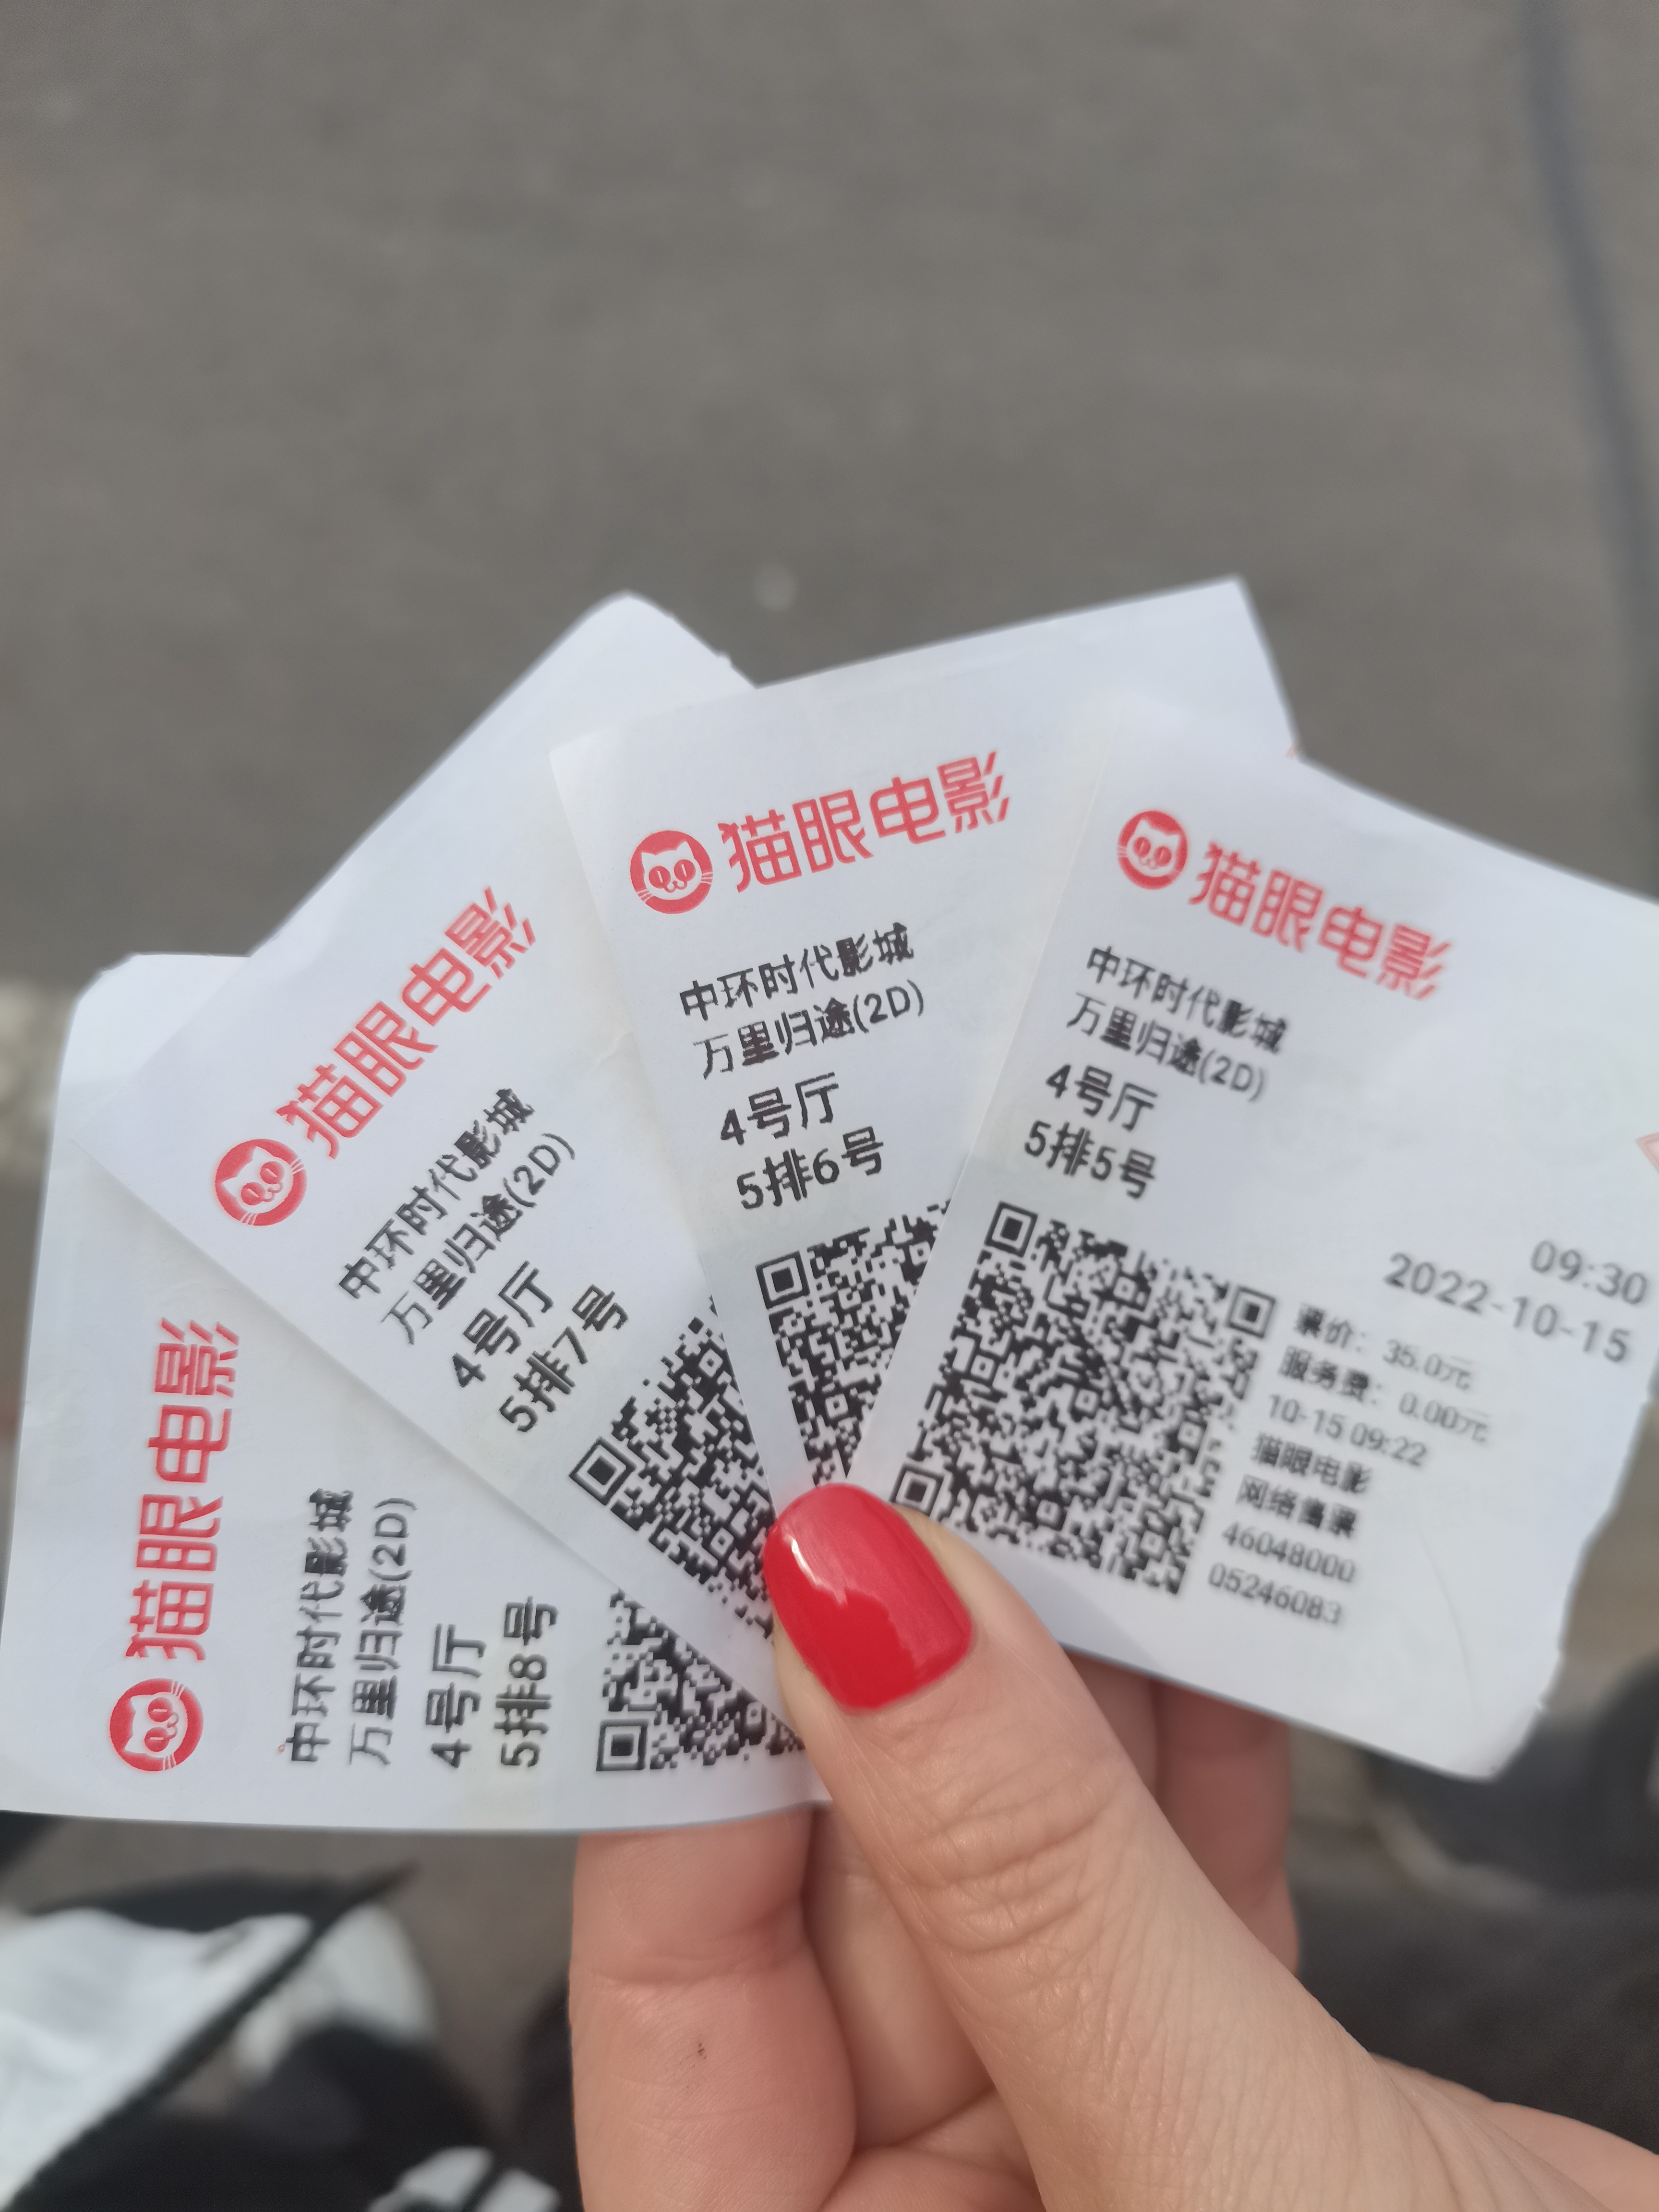 猫眼电影
中环时代影城
万里归途(2D)
4号厅
5排8号
猫眼电影
中环时代影城
万里归途(2D)
4号厅
5排7号
猫眼电影
中环时代影城
万里归途(2D)
4号厅
5排6号
猫眼电影
中环时代影城
万里归途(2D)
4号厅
5排5号
09:30
2022-10-15
票价: 35.0元
服务费: 0.00元
10-15 09:22
猫眼电影
网络售票
46048000
05246083